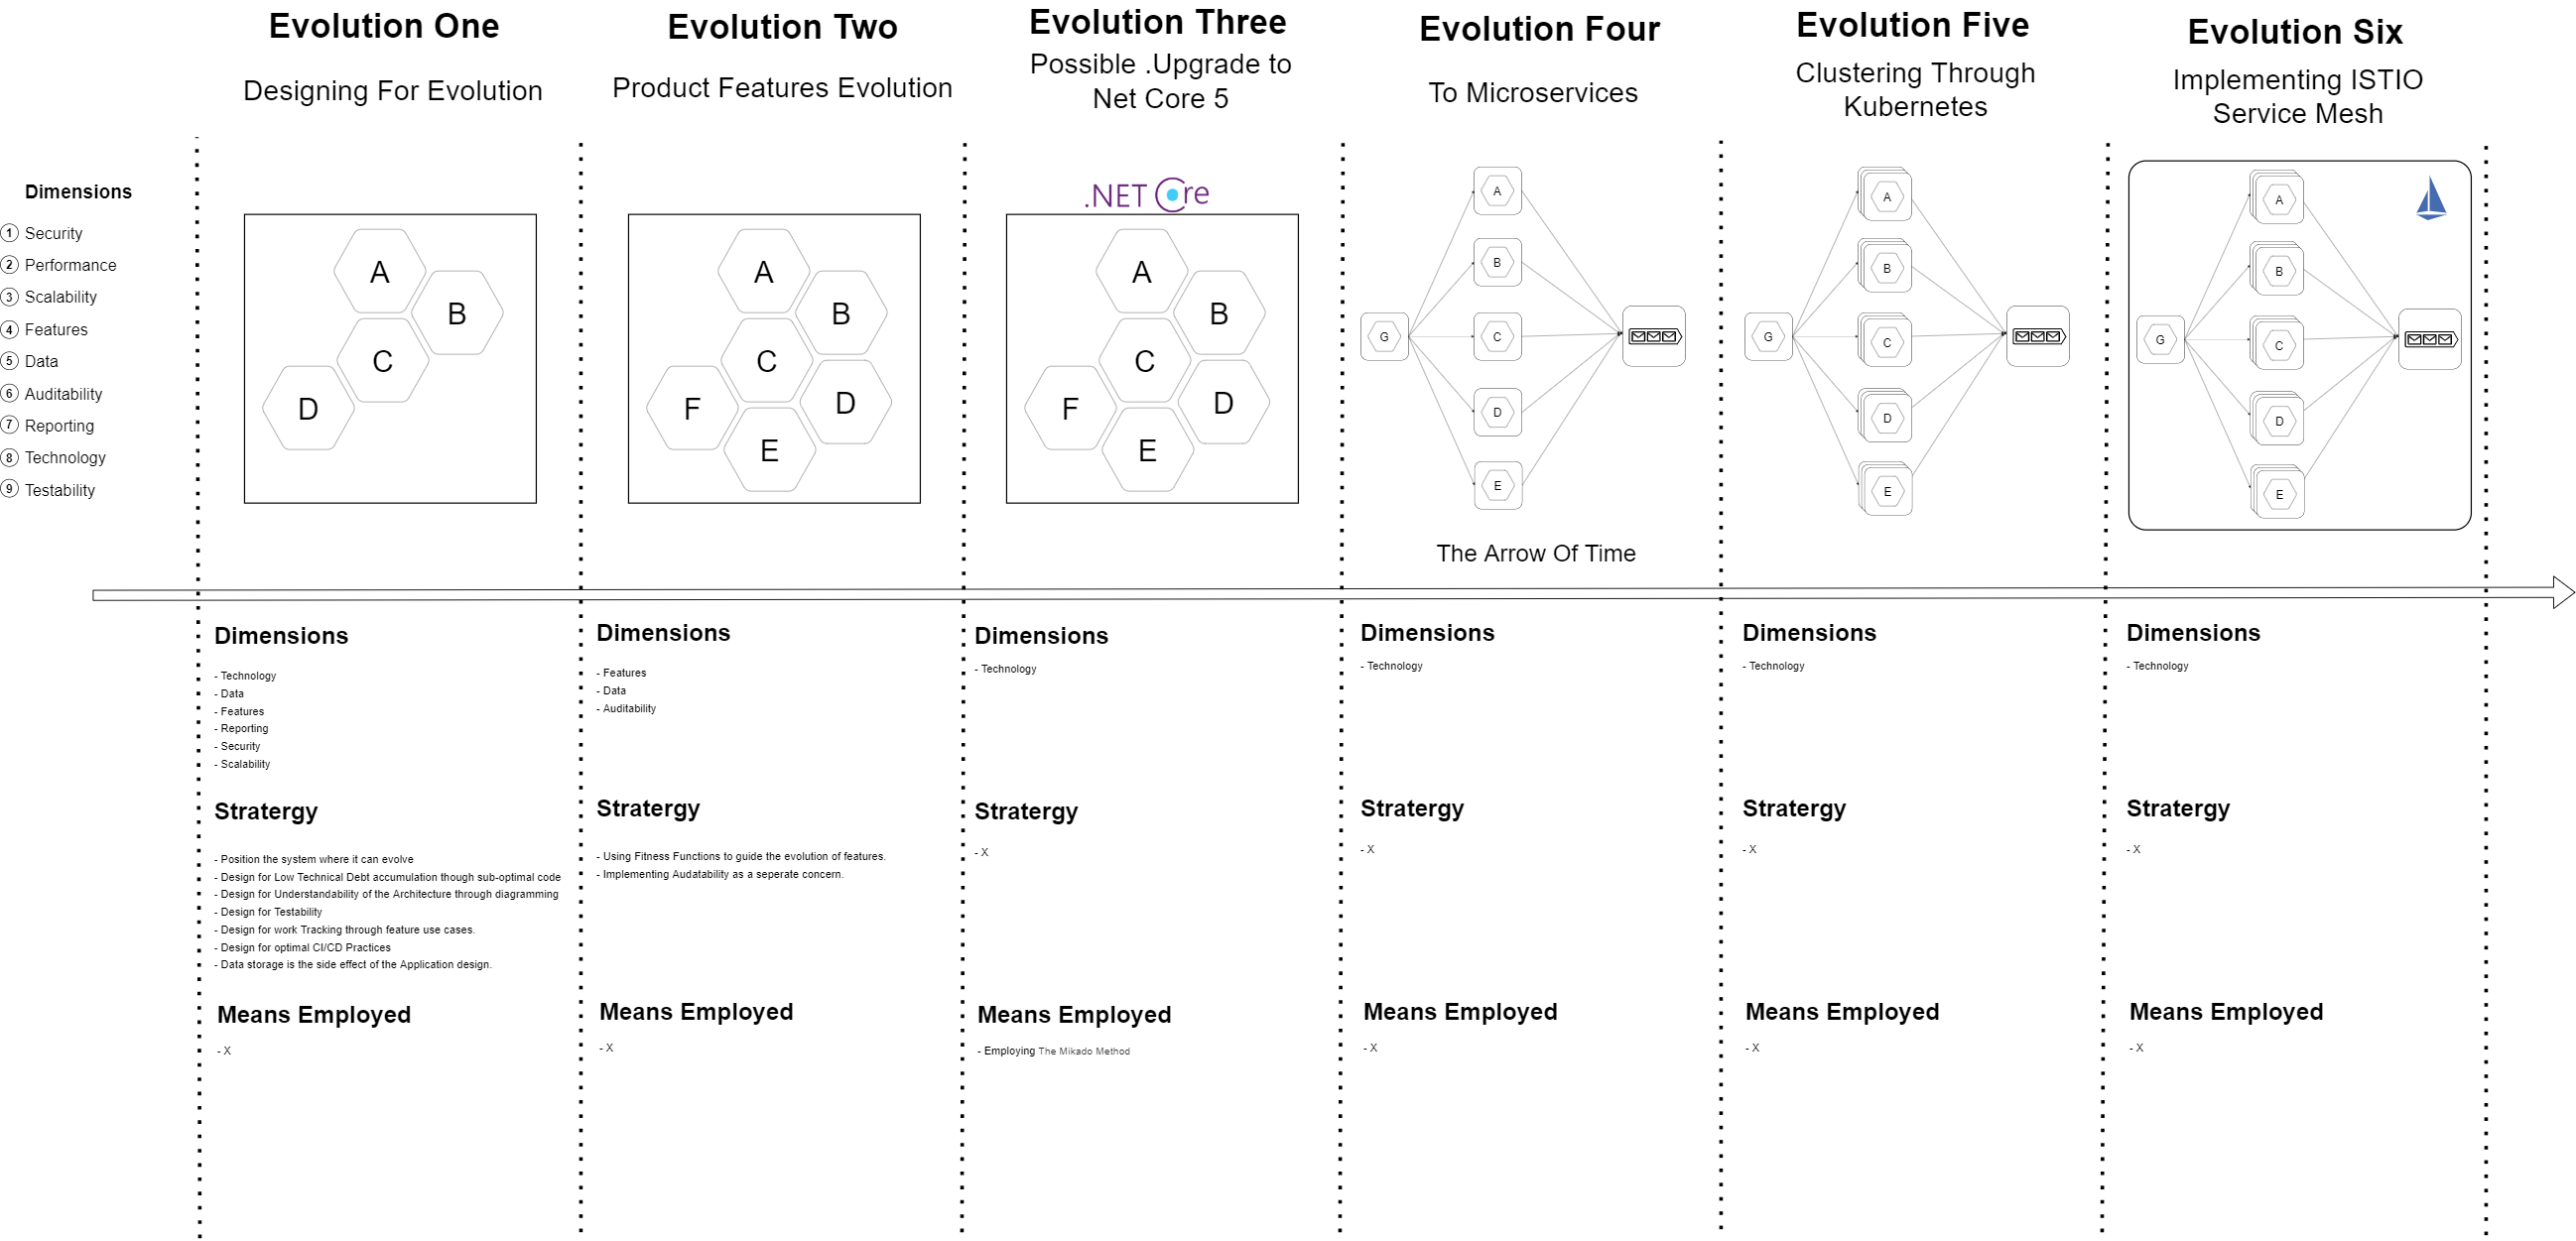 Evolution One
Designing For Evolution
Evolution Two
Product Features Evolution
Evolution Three
Possible .Upgrade to
Net Core 5
Evolution Four
To Microservices
Evolution Five
Clustering Through
Kubernetes
Evolution Six
Implementing ISTIO
Service Mesh
Dimensions
1 Security
2 Performance
3 Scalability
4 Features
5 Data
6 Auditability
7 Reporting
8 Technology
9 Testability
A
B
C
D
A
B
C
D
F
E
.NET Core
A
B
C
D
F
E
A
B
G
C
D
E
A
B
G
C
D
E
A
B
G
C
D
E
The Arrow Of Time
Dimensions
- Technology
- Data
- Features
- Reporting
- Security
- Scalability
Stratergy
- Position the system where it can evolve
- Design for Low Technical Debt accumulation though sub-optimal code
- Design for Understandability of the Architecture through diagramming
- Design for Testability
- Design for work Tracking through feature use cases.
- Design for optimal CI/CD Practices
- Data storage is the side effect of the Application design.
Means Employed
- X
Dimensions
- Features
- Data
- Auditability
Stratergy
- Using Fitness Functions to guide the evolution of features.
- Implementing Audatability as a seperate concern.
Means Employed
- X
Dimensions
- Technology
Stratergy
- X
Means Employed
- Employing The Mikado Method
Dimensions
- Technology
Stratergy
- X
Means Employed
- X
Dimensions
- Technology
Stratergy
- X
Means Employed
- X
Dimensions
- Technology
Stratergy
- X
Means Employed
- X